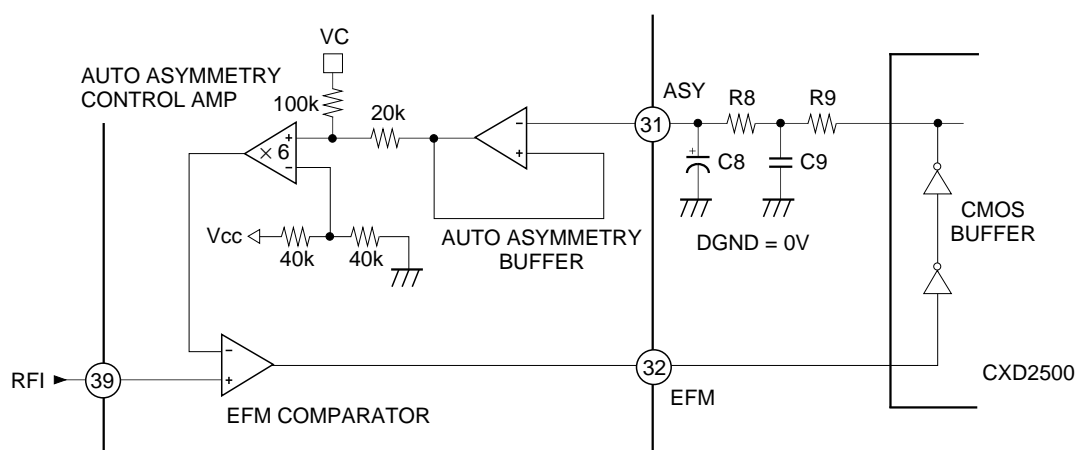 VC
AUTO ASYMMETRY
CONTROL AMP
100k
20k
+
× 6
−
−
+
Vcc
40k
40k
AUTO ASYMMETRY
BUFFER
31
ASY
R8
R9
+
C8
C9
DGND = 0V
CMOS
BUFFER
−
+
RFI
39
EFM COMPARATOR
32
EFM
CXD2500